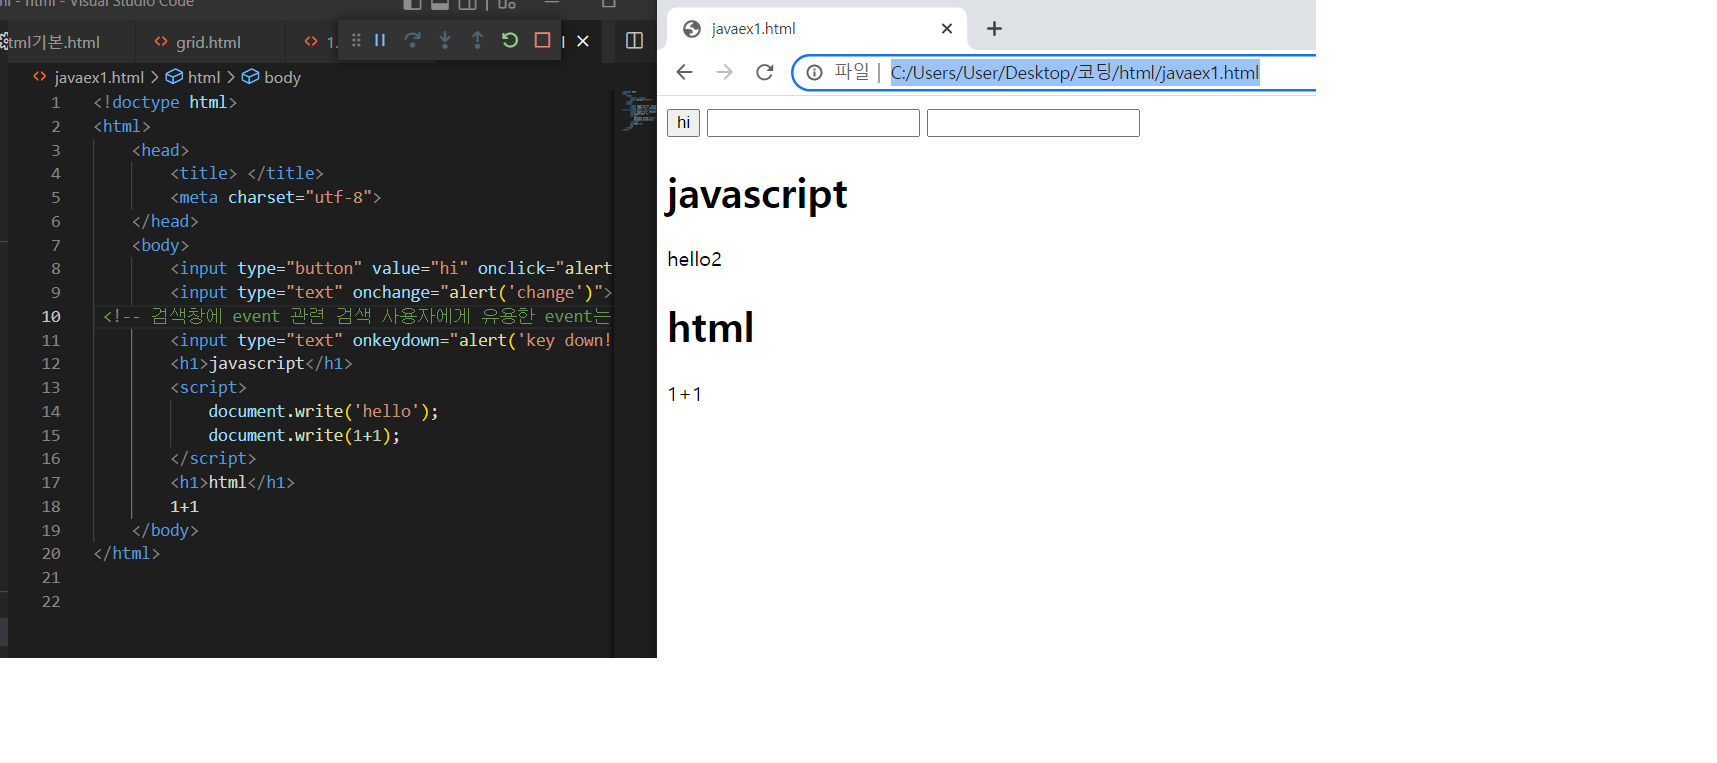 html - Visual Studio Code
tml기본.html
grid.html
1.
javaex1.html > html > body
1 <!doctype html>
2 <html>
3 <head>
4 <title> </title>
5 <meta charset="utf-8">
6 </head>
7 <body>
8 <input type="button" value="hi" onclick="alert
9 <input type="text" onchange="alert('change')">
10 <!-- 검색창에 event 관련 검색 사용자에게 유용한 event는
11 <input type="text" onkeydown="alert('key down!
12 <h1>javascript</h1>
13 <script>
14 document.write('hello');
15 document.write(1+1);
16 </script>
17 <h1>html</h1>
18 1+1
19 </body>
20 </html>
21
22
javaex1.html
파일 | C:/Users/User/Desktop/코딩/html/javaex1.html
hi
javascript
hello2
html
1+1